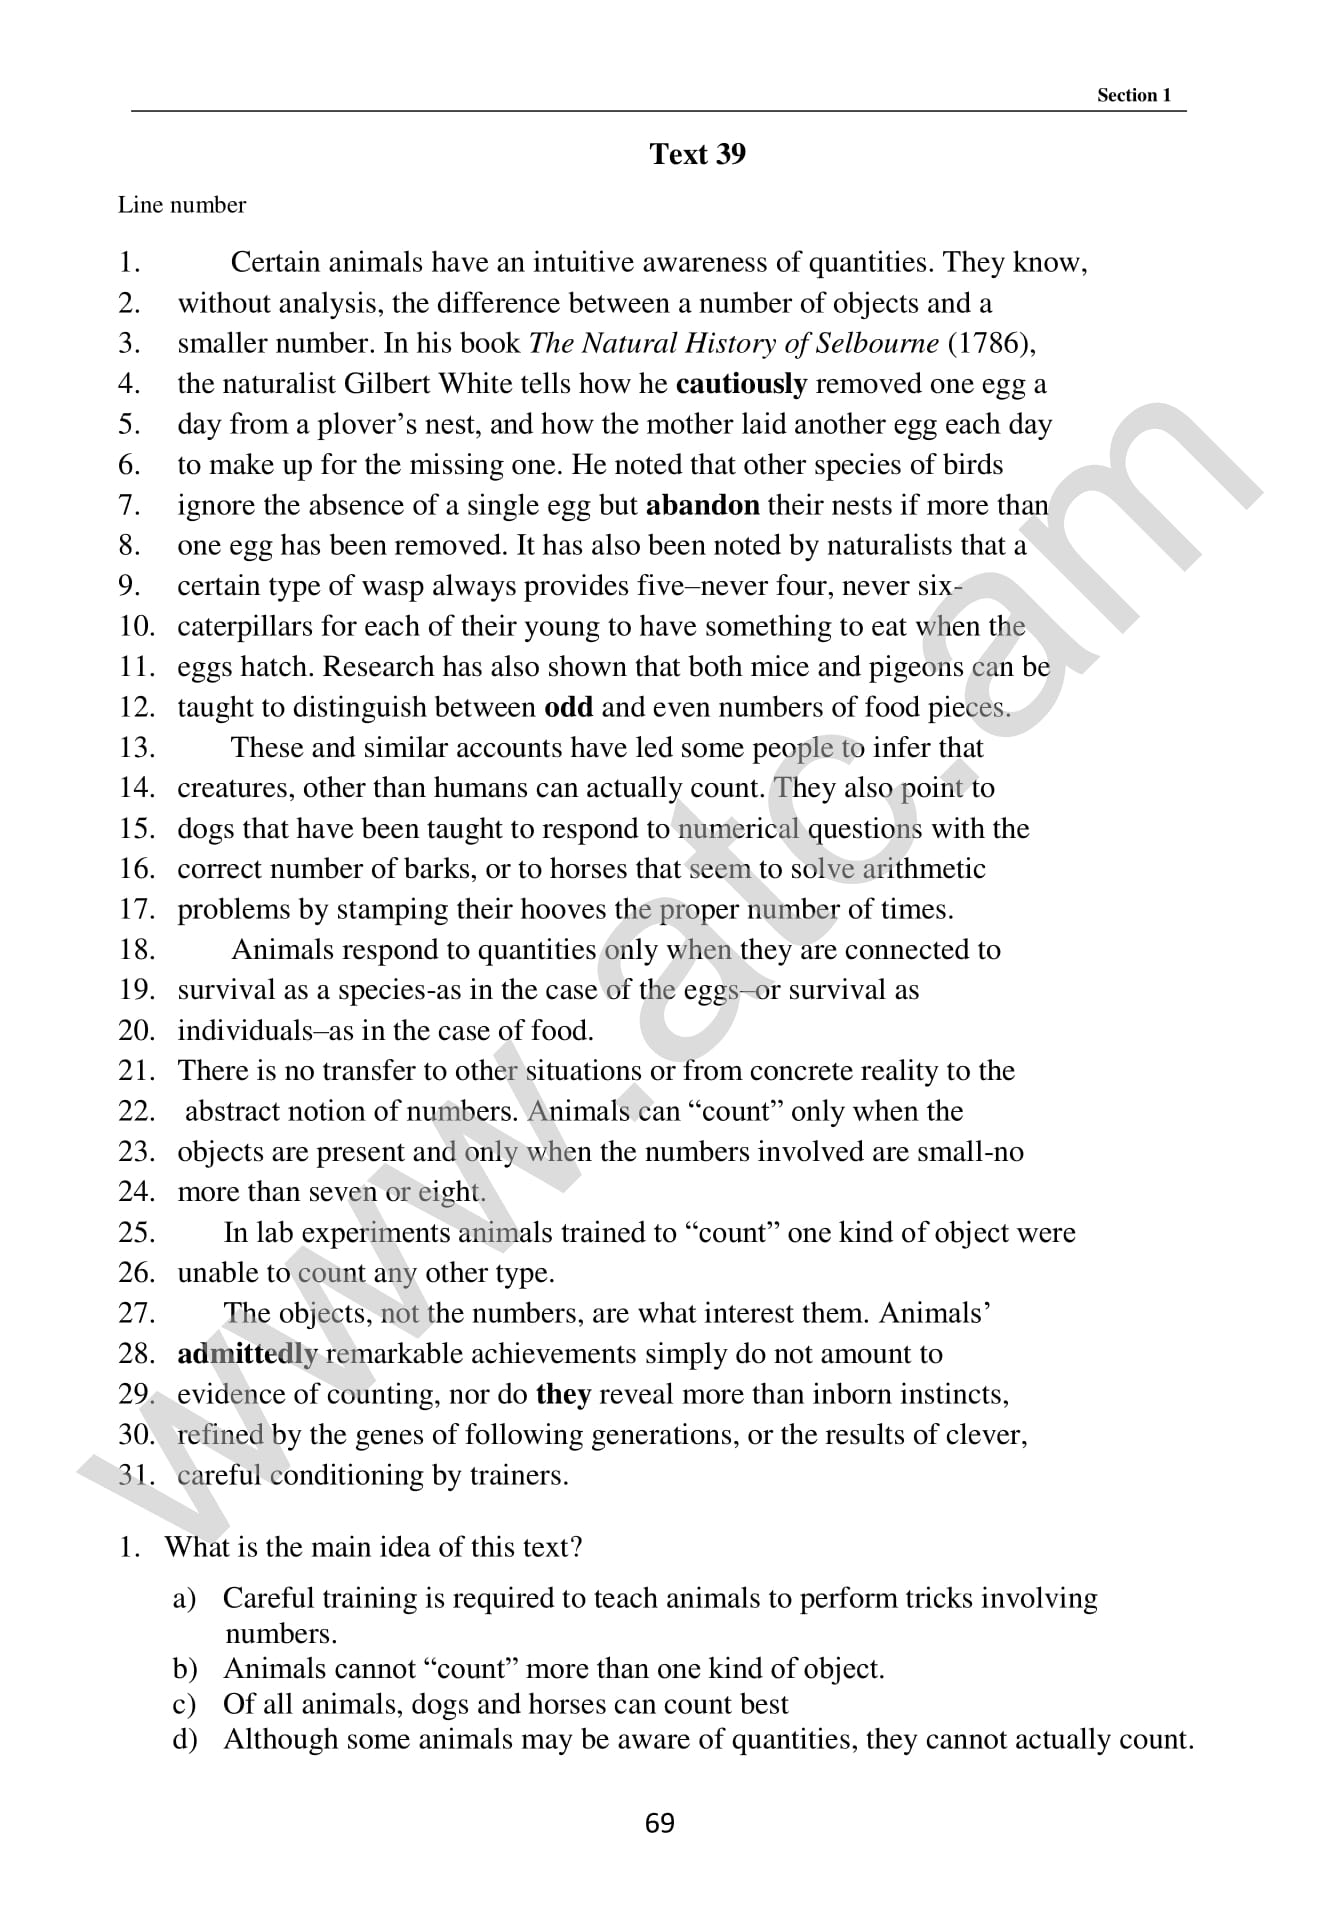 Section 1
Text 39
Line number
1. Certain animals have an intuitive awareness of quantities. They know,
2. without analysis, the difference between a number of objects and a
3. smaller number. In his book The Natural History of Selbourne (1786),
4. the naturalist Gilbert White tells how he cautiously removed one egg a
5. day from a plover’s nest, and how the mother laid another egg each day
6. to make up for the missing one. He noted that other species of birds
7. ignore the absence of a single egg but abandon their nests if more than
8. one egg has been removed. It has also been noted by naturalists that a
9. certain type of wasp always provides five–never four, never six-
10. caterpillars for each of their young to have something to eat when the
11. eggs hatch. Research has also shown that both mice and pigeons can be
12. taught to distinguish between odd and even numbers of food pieces.
13. These and similar accounts have led some people to infer that
14. creatures, other than humans can actually count. They also point to
15. dogs that have been taught to respond to numerical questions with the
16. correct number of barks, or to horses that seem to solve arithmetic
17. problems by stamping their hooves the proper number of times.
18. Animals respond to quantities only when they are connected to
19. survival as a species-as in the case of the eggs–or survival as
20. individuals–as in the case of food.
21. There is no transfer to other situations or from concrete reality to the
22. abstract notion of numbers. Animals can “count” only when the
23. objects are present and only when the numbers involved are small-no
24. more than seven or eight.
25. In lab experiments animals trained to “count” one kind of object were
26. unable to count any other type.
27. The objects, not the numbers, are what interest them. Animals’
28. admittedly remarkable achievements simply do not amount to
29. evidence of counting, nor do they reveal more than inborn instincts,
30. refined by the genes of following generations, or the results of clever,
31. careful conditioning by trainers.
1. What is the main idea of this text?
a) Careful training is required to teach animals to perform tricks involving
numbers.
b) Animals cannot “count” more than one kind of object.
c) Of all animals, dogs and horses can count best
d) Although some animals may be aware of quantities, they cannot actually count.
69
www.atc.am